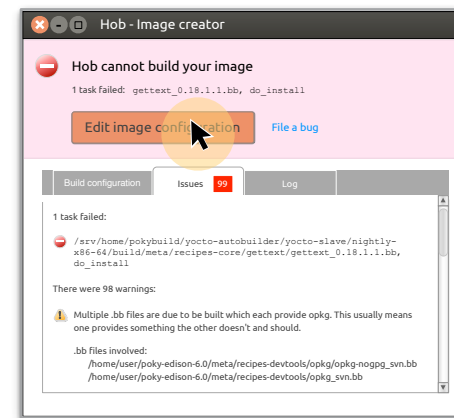 Hob - Image creator
Hob cannot build your image
1 task failed: gettext_0.18.1.1.bb, do_install
Edit image configuration
File a bug
Build configuration
Issues 99
Log
1 task failed:
/srv/home/pokybuild/yocto-autobuilder/yocto-slave/nightly-
x86-64/build/meta/recipes-core/gettext/gettext_0.18.1.1.bb,
do_install
There were 98 warnings:
Multiple .bb files are due to be built which each provide opkg. This usually means
one provides something the other doesn't and should.
.bb files involved:
/home/user/poky-edison-6.0/meta/recipes-devtools/opkg/opkg-nogpg_svn.bb
/home/user/poky-edison-6.0/meta/recipes-devtools/opkg_svn.bb